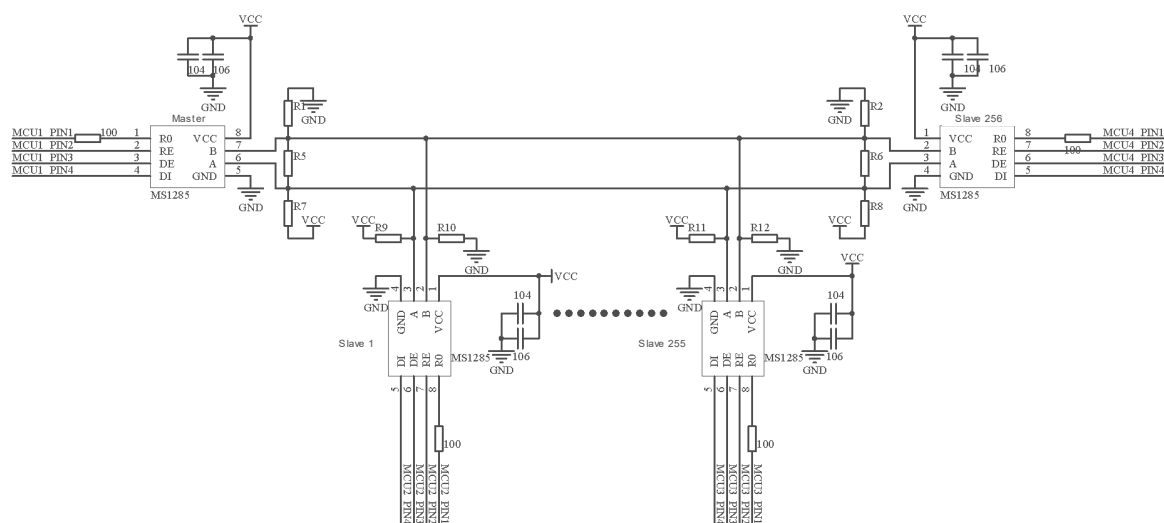 VCC
104
106
GND
Master
MCU1_PIN1
100
MCU1_PIN2
MCU1_PIN3
MCU1_PIN4
1
2
3
4
R0
RE
DE
DI
VCC
B
A
GND
8
7
6
5
MS1285
GND
R1
GND
R5
R7
VCC
VCC
104
106
GND
GND
R2
R6
R8
VCC
Slave 256
1
2
3
4
VCC
B
A
GND
R0
RE
DE
DI
8
7
6
5
MS1285
GND
100
MCU4_PIN1
MCU4_PIN2
MCU4_PIN3
MCU4_PIN4
VCC
R9
R10
GND
GND
4
3
2
1
GND
A
B
VCC
DI
DE
RE
R0
Slave 1
MS1285
5
6
7
8
VCC
104
106
GND
100
MCU2_PIN4
MCU2_PIN3
MCU2_PIN2
MCU2_PIN1
VCC
R11
R12
GND
GND
4
3
2
1
GND
A
B
VCC
DI
DE
RE
R0
Slave 255
MS1285
5
6
7
8
VCC
104
106
GND
100
MCU3_PIN4
MCU3_PIN3
MCU3_PIN2
MCU3_PIN1